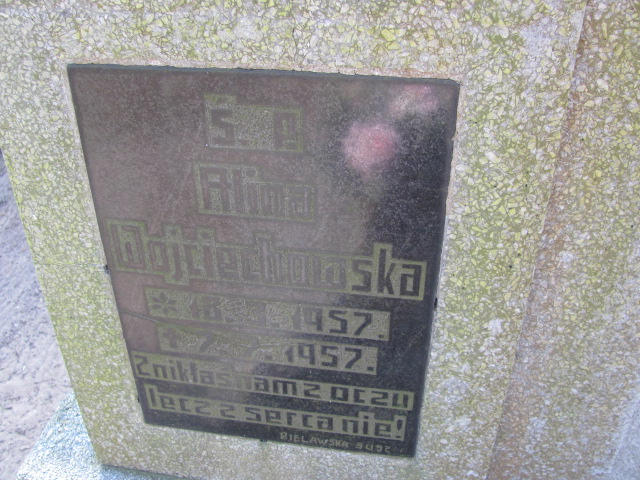 Ś. P
Alina
Wojciechowska
1957.
1957.
Znikłaś nam z oczu
lecz z serca nie!
BIELAWSKA